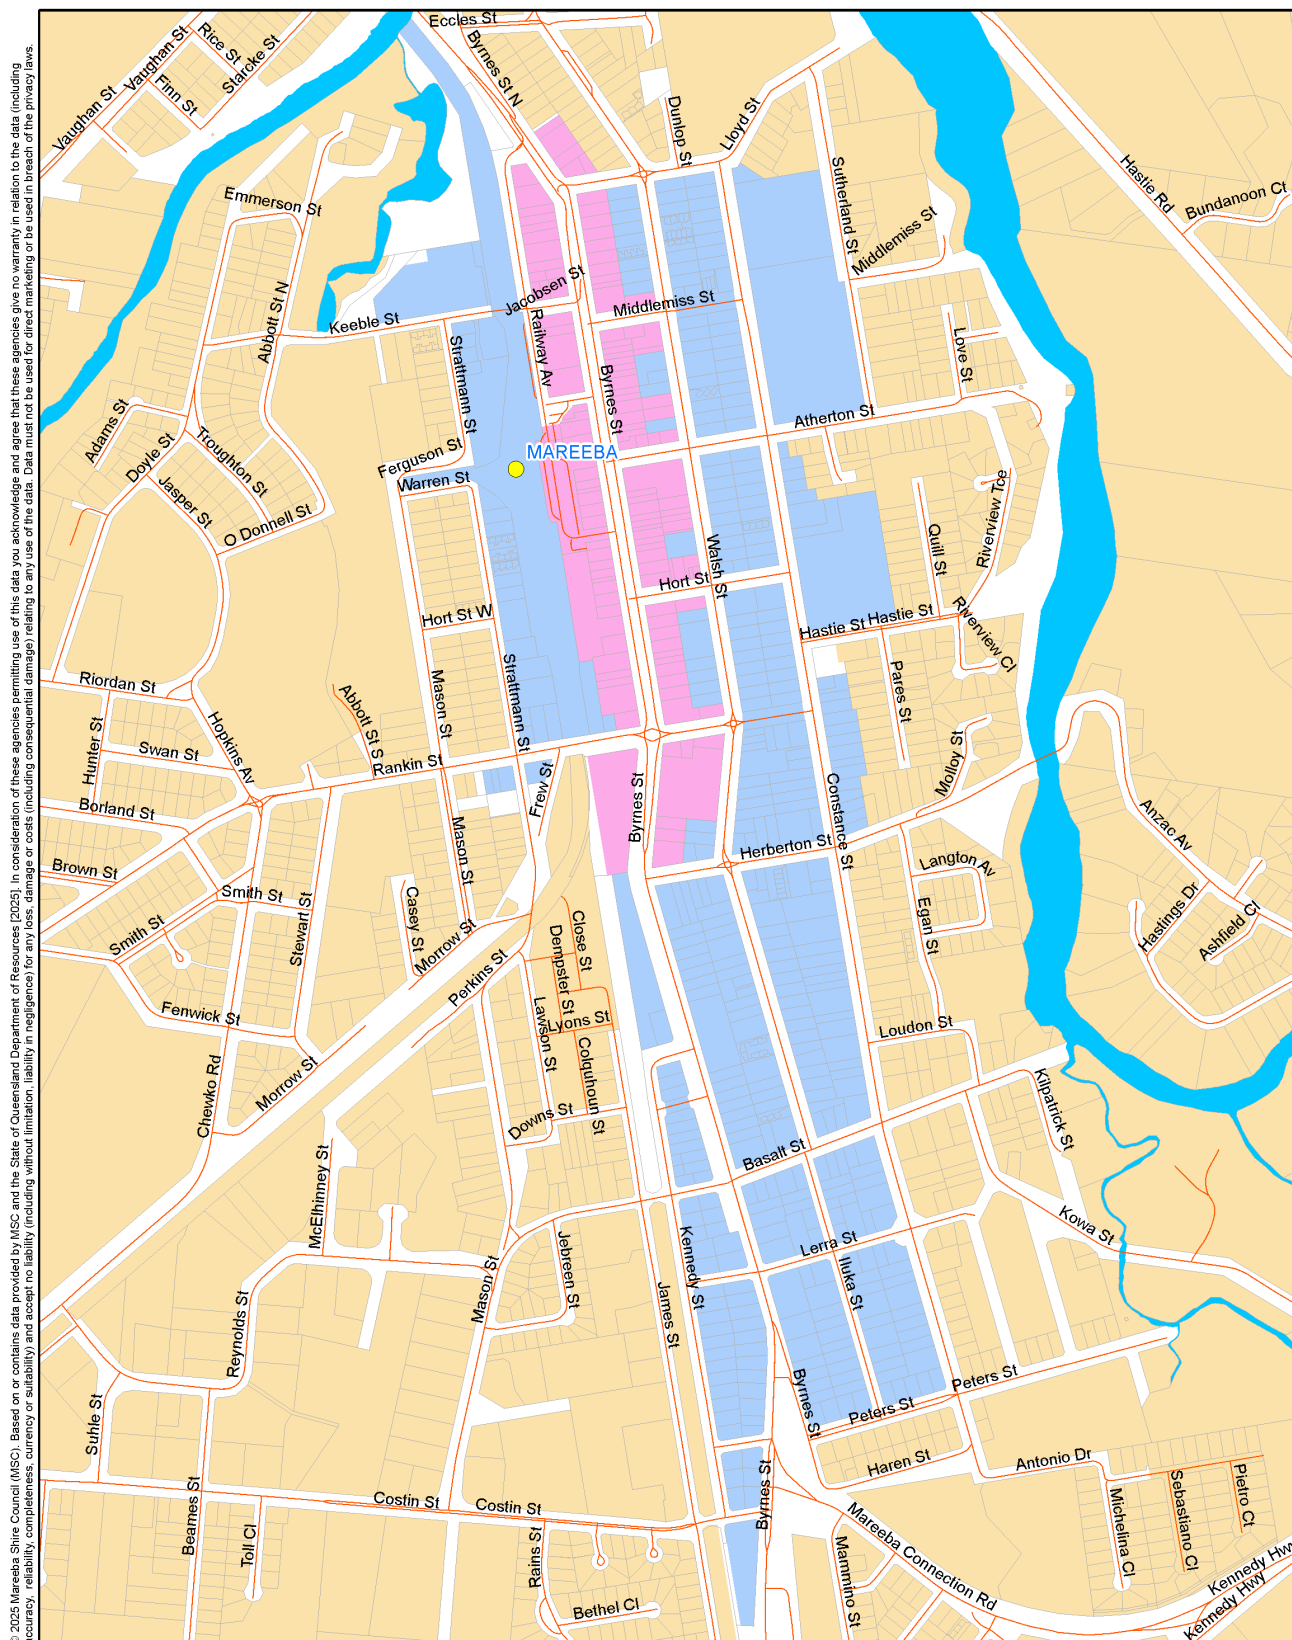 © 2025 Mareeba Shire Council (MSC). Based on or contains data provided by MSC and the State of Queensland Department of Resources [2025]. In consideration of these agencies permitting use of this data you acknowledge and agree that these agencies give no warranty in relation to the data (including
accuracy, reliability, completeness, currency or suitability) and accept no liability (including without limitation, liability in negligence) for any loss, damage or costs (including consequential damage) relating to any use of the data. Data must not be used for direct marketing or be used in breach of the privacy laws.
Eccles St
Vaughan St
Rice St
Starcke St
Byrnes St N
Vaughan St
Finn St
Vaughan St
Dunlop St
Lloyd St
Hastie Rd
Bundanoon Ct
Emmerson St
Sutherland St
Middlemiss St
Jacobsen St
Abbott St N
Middlemiss St
Keeble St
Railway Av
Strattmann St
Love St
Byrnes St
Adams St
Atherton St
Doyle St
Troughton St
MAREEBA
Ferguson St
Warren St
Jasper St
O Donnell St
Riverview Tce
Quill St
Walsh St
Hort St
Hort St W
Hastie St
Hastie St
Riverview Cl
Riordan St
Strattmann St
Pares St
Mason St
Abbott St S
Hunter St
Hopkins Av
Swan St
Rankin St
Molloy St
Frew St
Byrnes St
Constance St
Borland St
Anzac Av
Mason St
Herberton St
Langton Av
Brown St
Smith St
Stewart St
Casey St
Egan St
Hastings Dr
Ashfield Cl
Smith St
Morrow St
Close St
Dempster St
Perkins St
Fenwick St
Lawson St
Lyons St
Loudon St
Colquhoun St
Chewko Rd
Morrow St
Kilpatrick St
Downs St
Basalt St
McElhinney St
Kowa St
Jebreen St
Kennedy St
Lerra St
Mason St
Iluka St
James St
Reynolds St
Peters St
Byrnes St
Peters St
Suhle St
Haren St
Antonio Dr
Beames St
Costin St
Costin St
Byrnes St
Pietro Ct
Sebastiano Cl
Michelina Cl
Toll Cl
Rains St
Mareeba Connection Rd
Mammino St
Kennedy Hwy
Kennedy Hwy
Bethel Cl